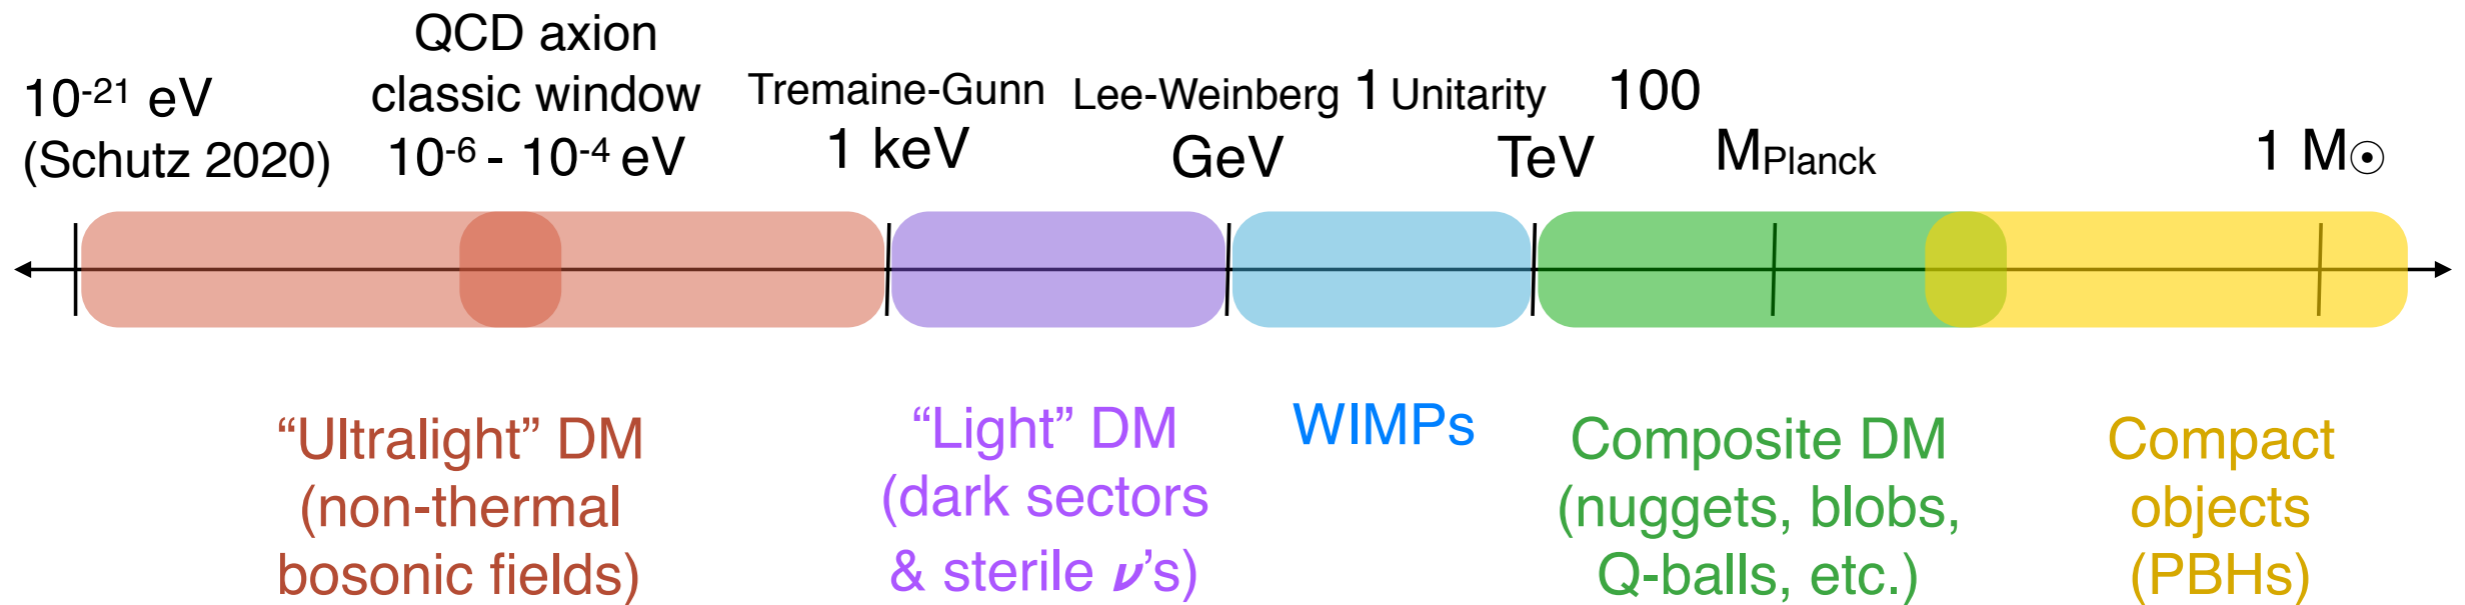 10⁻²¹ eV
(Schutz 2020)
QCD axion
classic window
10⁻⁶ - 10⁻⁴ eV
Tremaine-Gunn
1 keV
Lee-Weinberg 1
GeV
Unitarity 100
TeV
M_Planck
1 M☉
“Ultralight” DM
(non-thermal
bosonic fields)
“Light” DM
(dark sectors
& sterile ν’s)
WIMPs
Composite DM
(nuggets, blobs,
Q-balls, etc.)
Compact
objects
(PBHs)